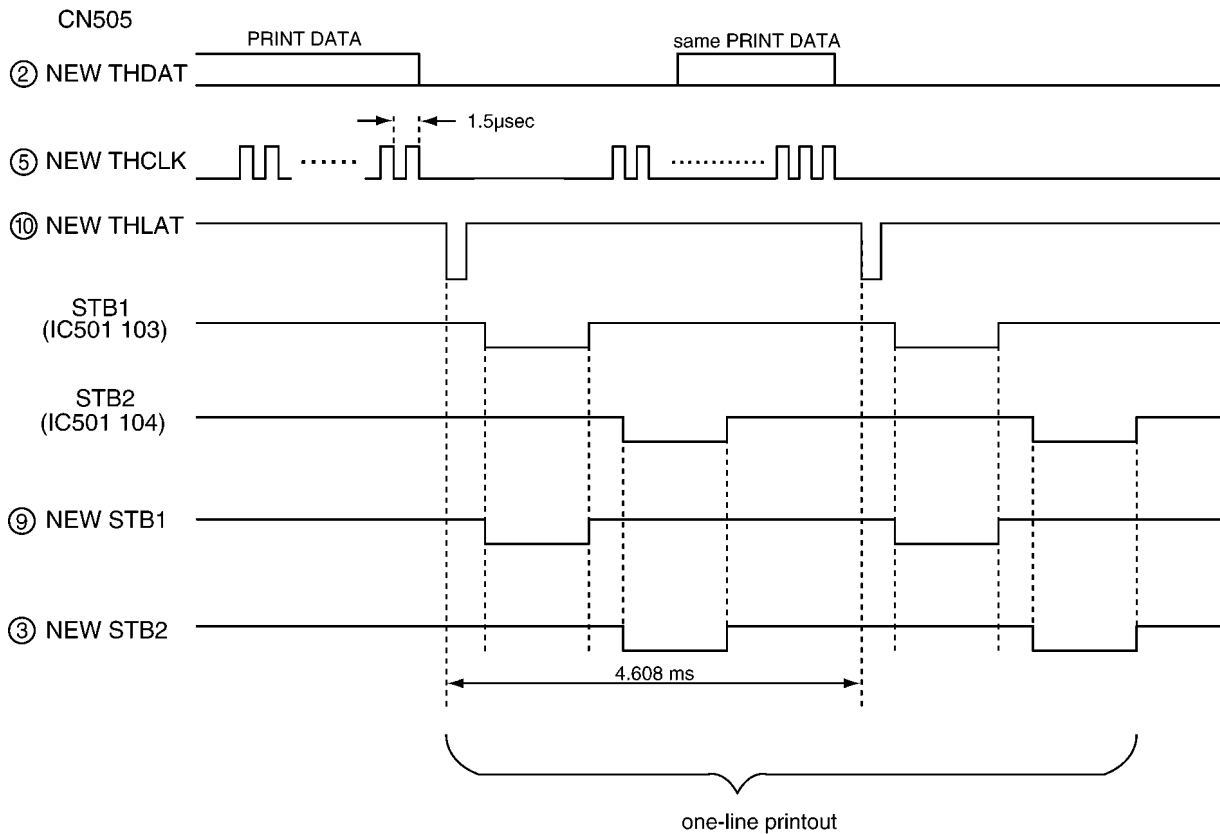 CN505
PRINT DATA
same PRINT DATA
② NEW THDAT
1.5μsec
⑤ NEW THCLK
⑩ NEW THLAT
STB1
(IC501 103)
STB2
(IC501 104)
⑨ NEW STB1
③ NEW STB2
4.608 ms
one-line printout